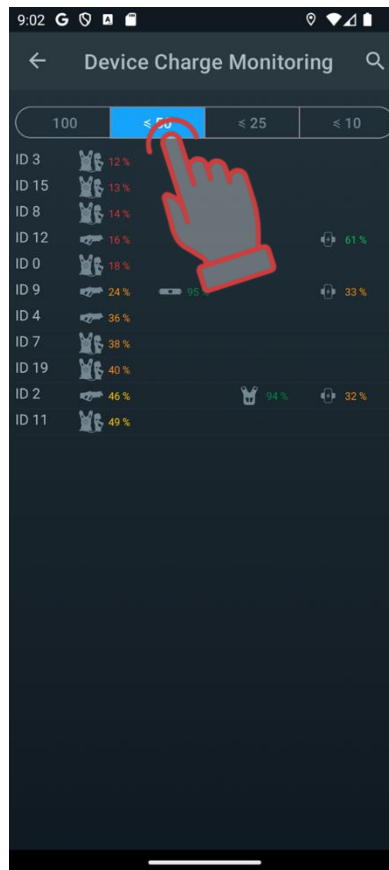 9:02 G A
Device Charge Monitoring
100 ≤ 50 ≤ 25 ≤ 10
ID 3 12 %
ID 15 13 %
ID 8 14 %
ID 12 16 % 61 %
ID 0 18 %
ID 9 24 % 95 33 %
ID 4 36 %
ID 7 38 %
ID 19 40 %
ID 2 46 % 94 % 32 %
ID 11 49 %